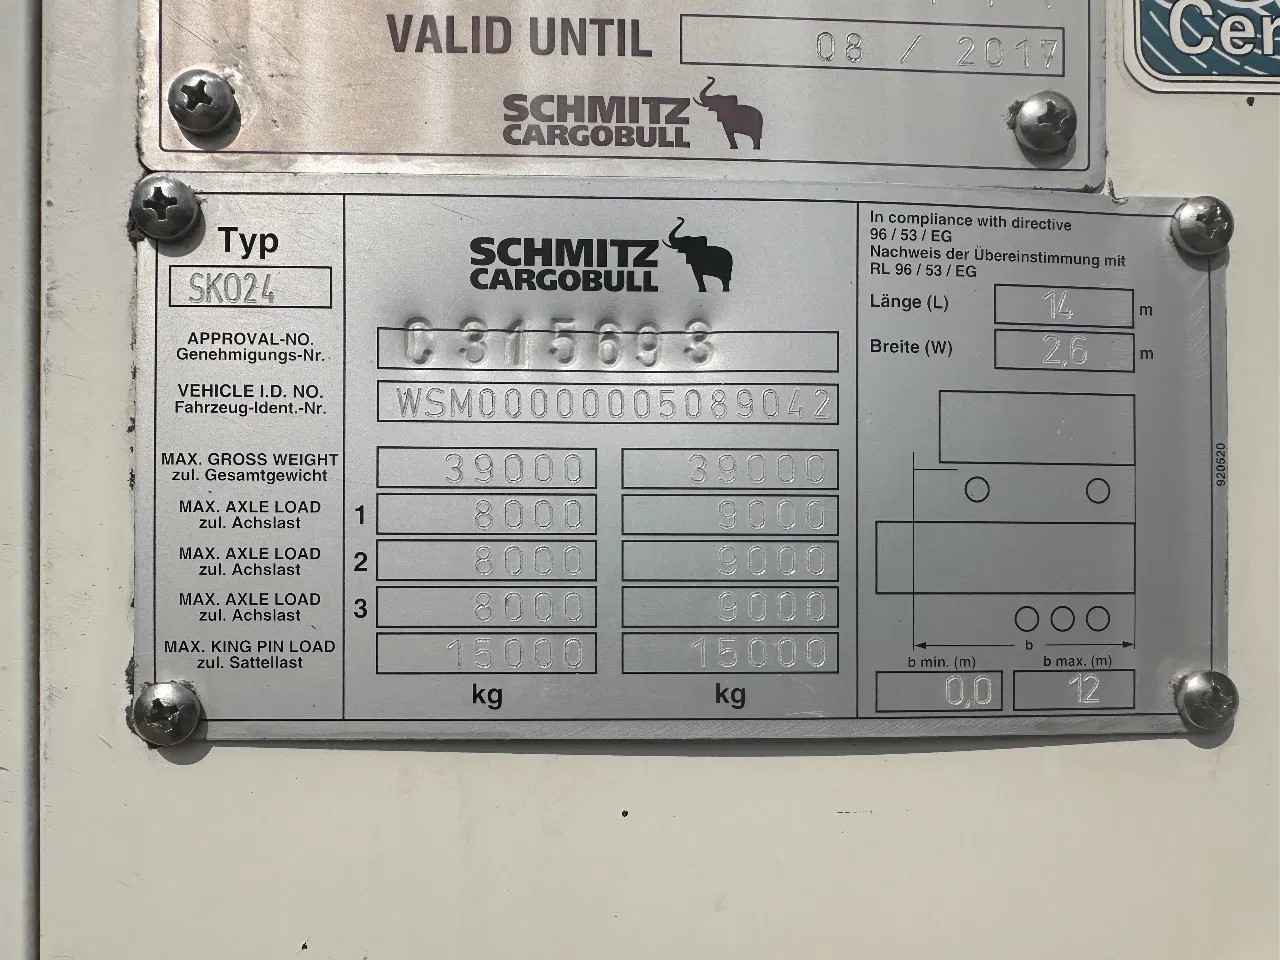 VALID UNTIL 08 / 2017
SCHMITZ
CARGOBULL
Cer
Typ
SKO24
SCHMITZ
CARGOBULL
APPROVAL-NO.
Genehmigungs-Nr.
C315693
VEHICLE I.D. NO.
Fahrzeug-Ident.-Nr.
WSM00000005089042
MAX. GROSS WEIGHT
zul. Gesamtgewicht
39000 39000
MAX. AXLE LOAD
zul. Achslast
1 8000 9000
MAX. AXLE LOAD
zul. Achslast
2 8000 9000
MAX. AXLE LOAD
zul. Achslast
3 8000 9000
MAX. KING PIN LOAD
zul. Sattellast
15000 15000
kg kg
In compliance with directive
96 / 53 / EG
Nachweis der Übereinstimmung mit
RL 96 / 53 / EG
Länge (L) 14 m
Breite (W) 2,6 m
b
b min. (m) b max. (m)
0,0 12
920520